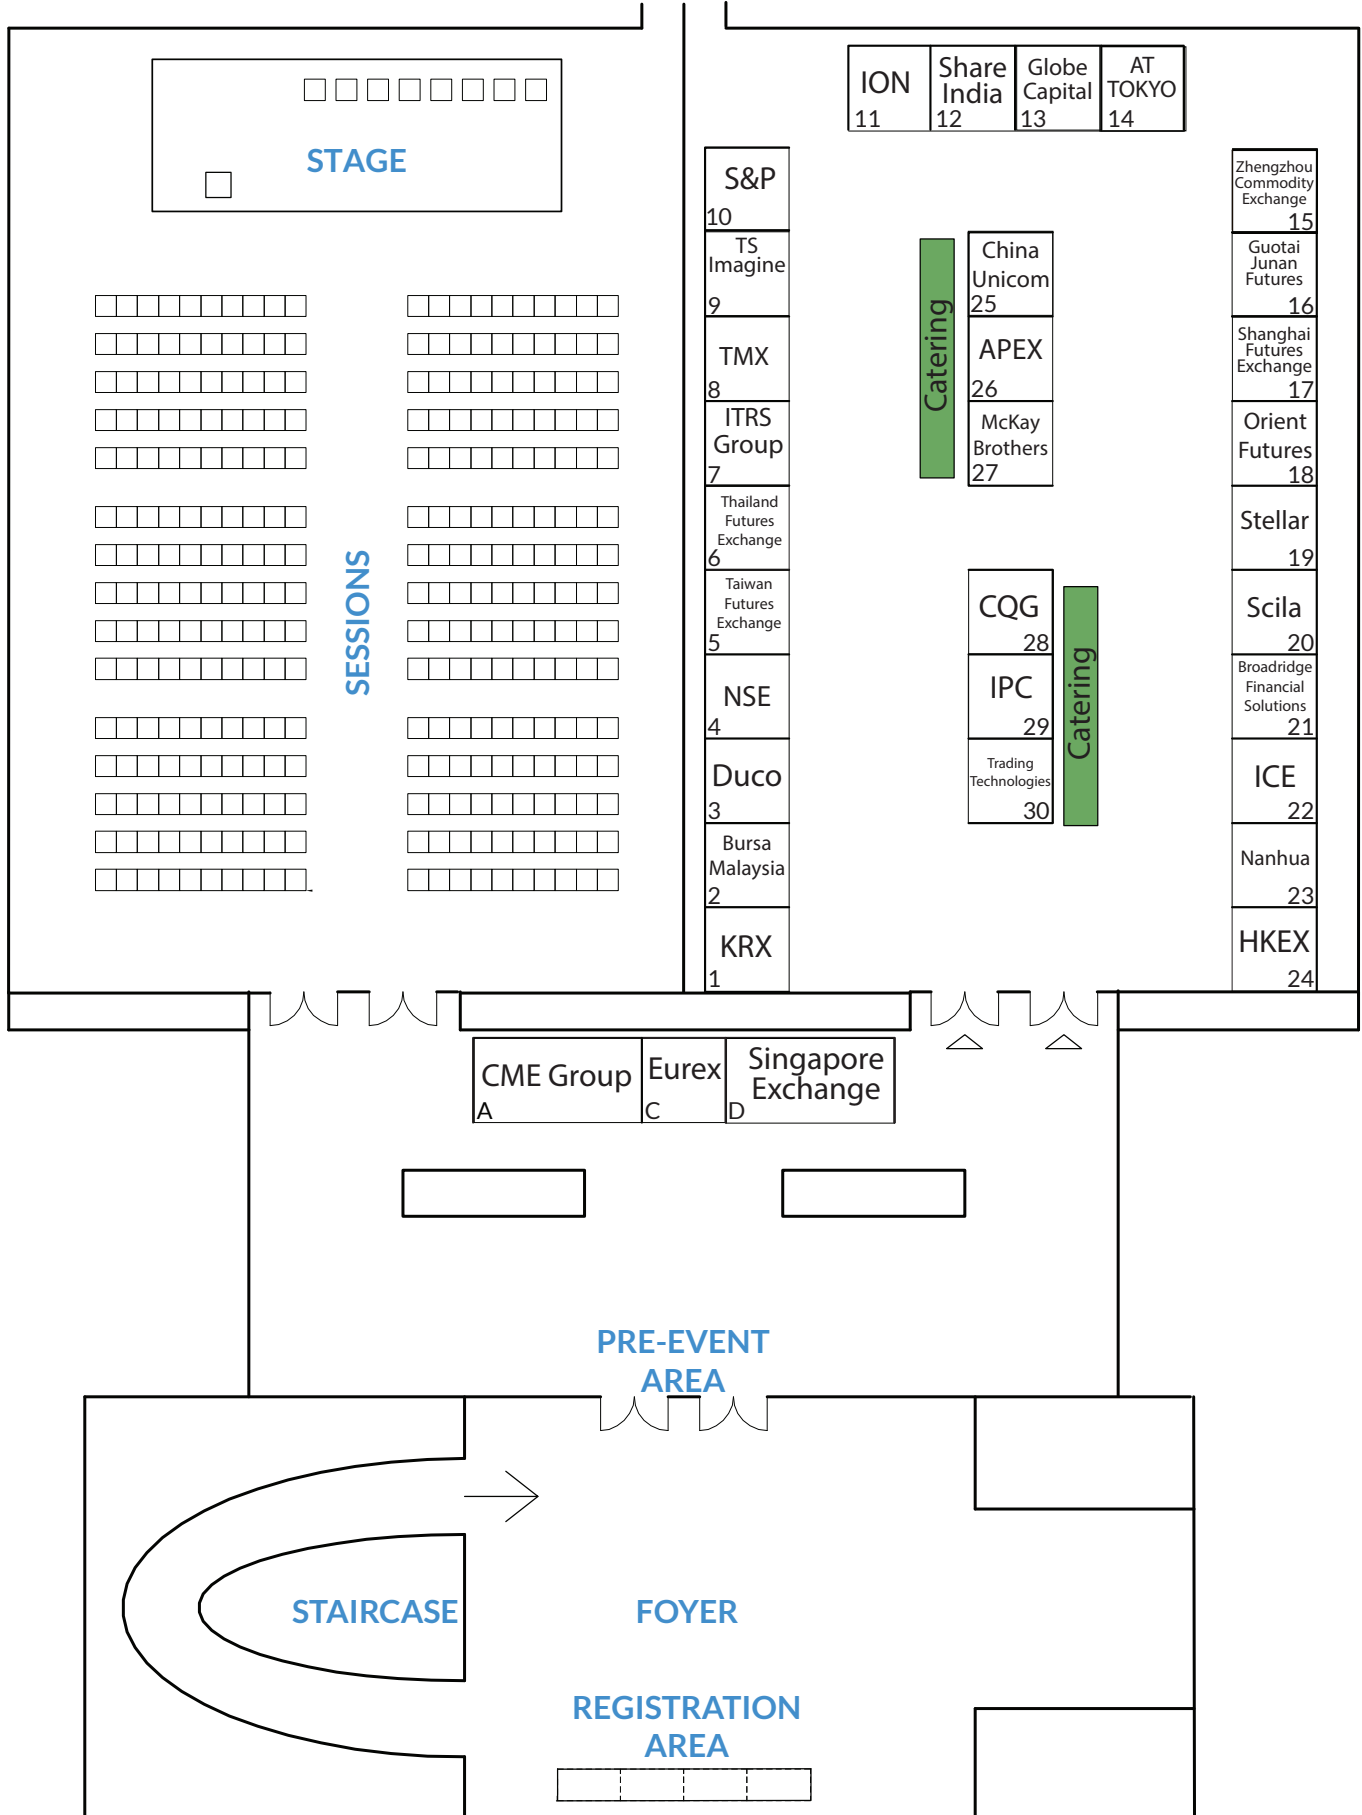 STAGE
SESSIONS
ION
11
Share
India
12
Globe
Capital
13
AT
TOKYO
14
S&P
10
TS
Imagine
9
TMX
8
ITRS
Group
7
Thailand
Futures
Exchange
6
Taiwan
Futures
Exchange
5
NSE
4
Duco
3
Bursa
Malaysia
2
KRX
1
Catering
China
Unicom
25
APEX
26
McKay
Brothers
27
CQG
28
IPC
29
Trading
Technologies
30
Catering
Zhengzhou
Commodity
Exchange
15
Guotai
Junan
Futures
16
Shanghai
Futures
Exchange
17
Orient
Futures
18
Stellar
19
Scila
20
Broadridge
Financial
Solutions
21
ICE
22
Nanhua
23
HKEX
24
CME Group
A
Eurex
C
Singapore
Exchange
D
PRE-EVENT
AREA
STAIRCASE
FOYER
REGISTRATION
AREA